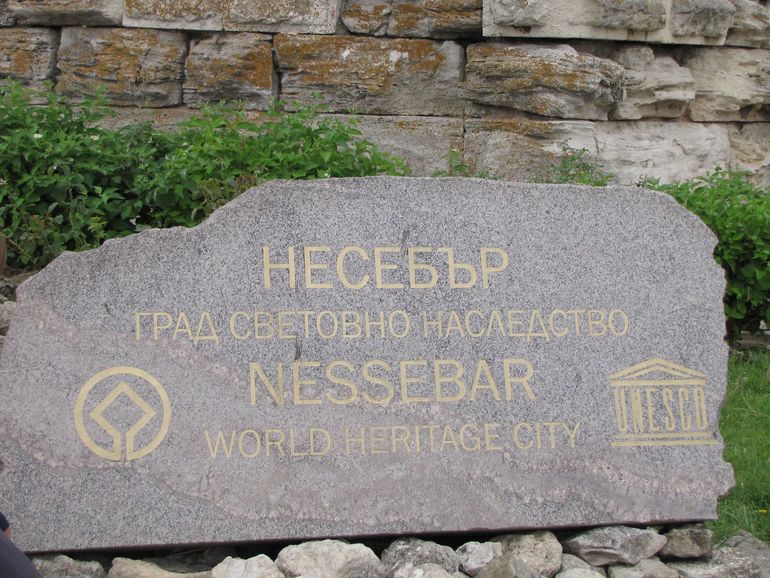 НЕСЕБЪР
ГРАД СВЕТОВНО НАСЛЕДСТВО
NESSEBAR
WORLD HERITAGE CITY
UNESCO